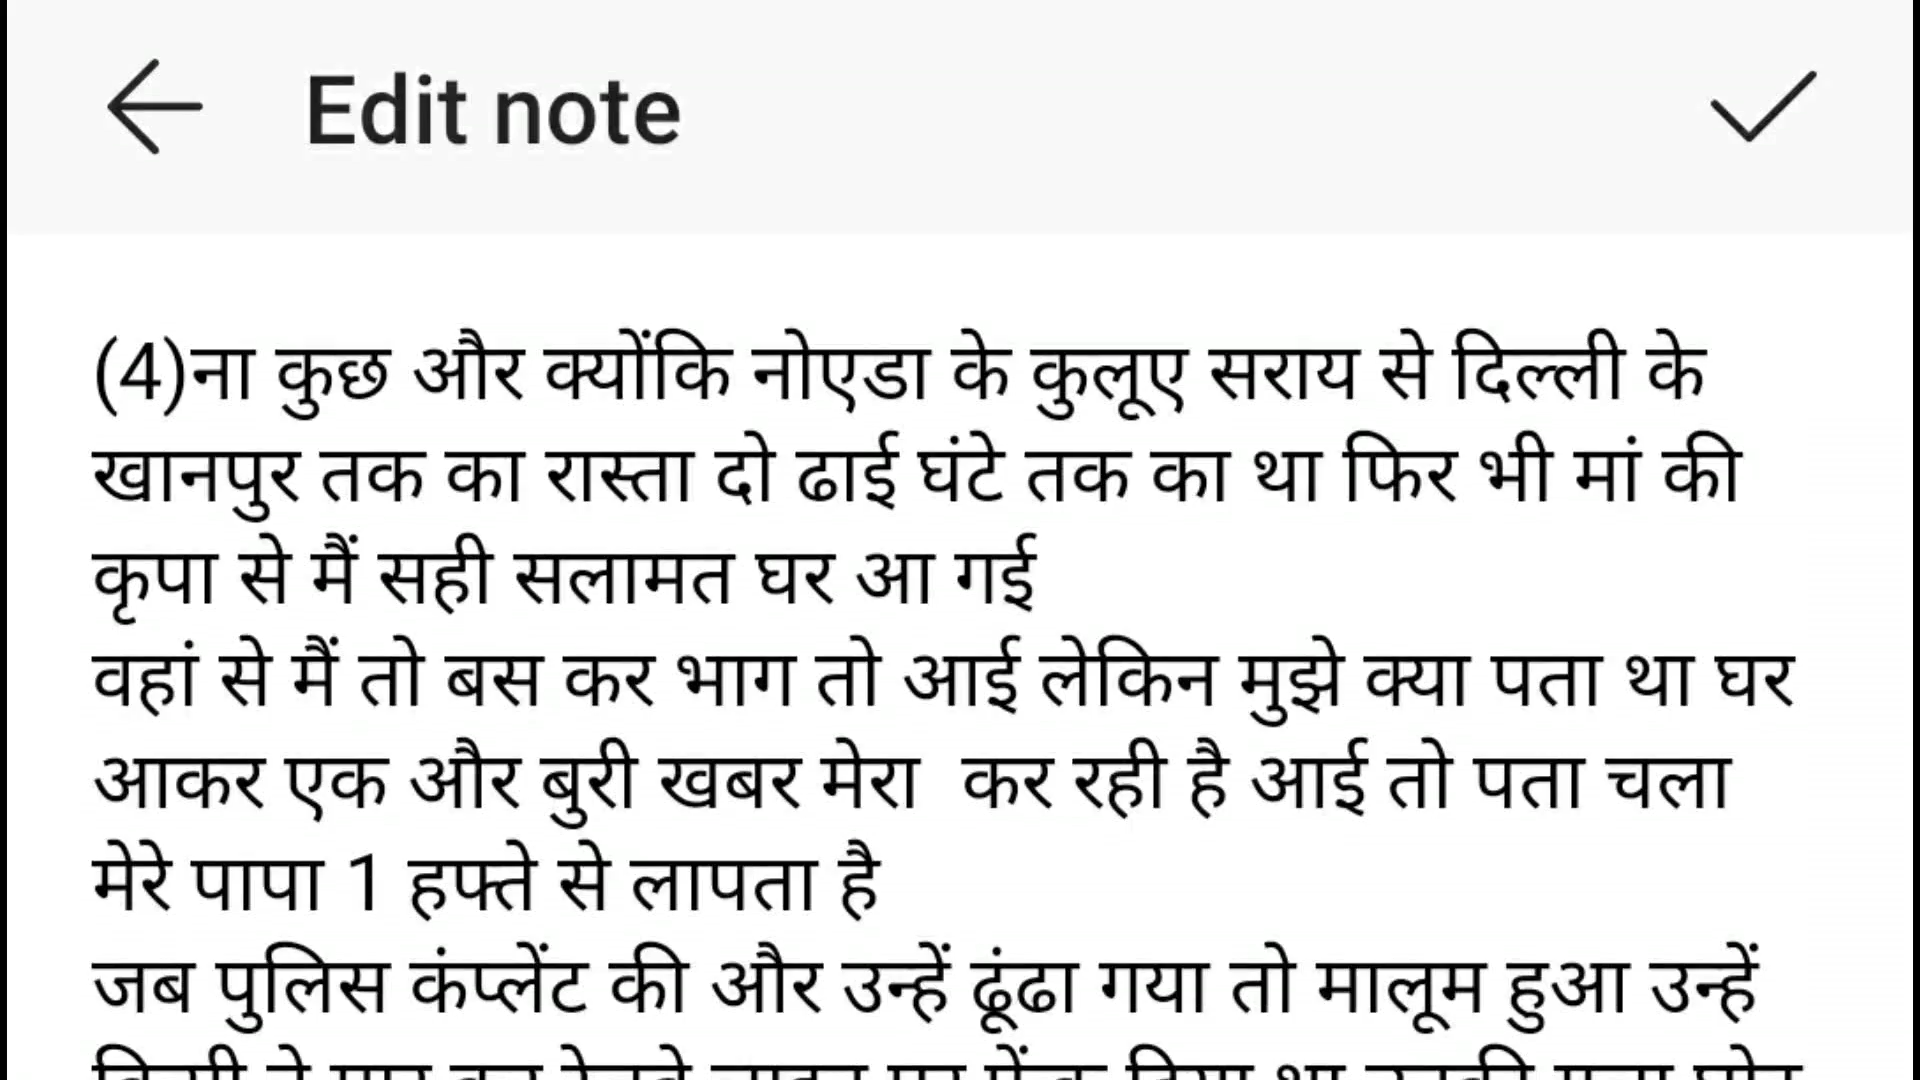 Edit note
(4)ना कुछ और क्योंकि नोएडा के कुलूए सराय से दिल्ली के
खानपुर तक का रास्ता दो ढाई घंटे तक का था फिर भी मां की
कृपा से मैं सही सलामत घर आ गई
वहां से मैं तो बस कर भाग तो आई लेकिन मुझे क्या पता था घर
आकर एक और बुरी खबर मेरा  कर रही है आई तो पता चला
मेरे पापा 1 हफ्ते से लापता है
जब पुलिस कंप्लेंट की और उन्हें ढूंढा गया तो मालूम हुआ उन्हें